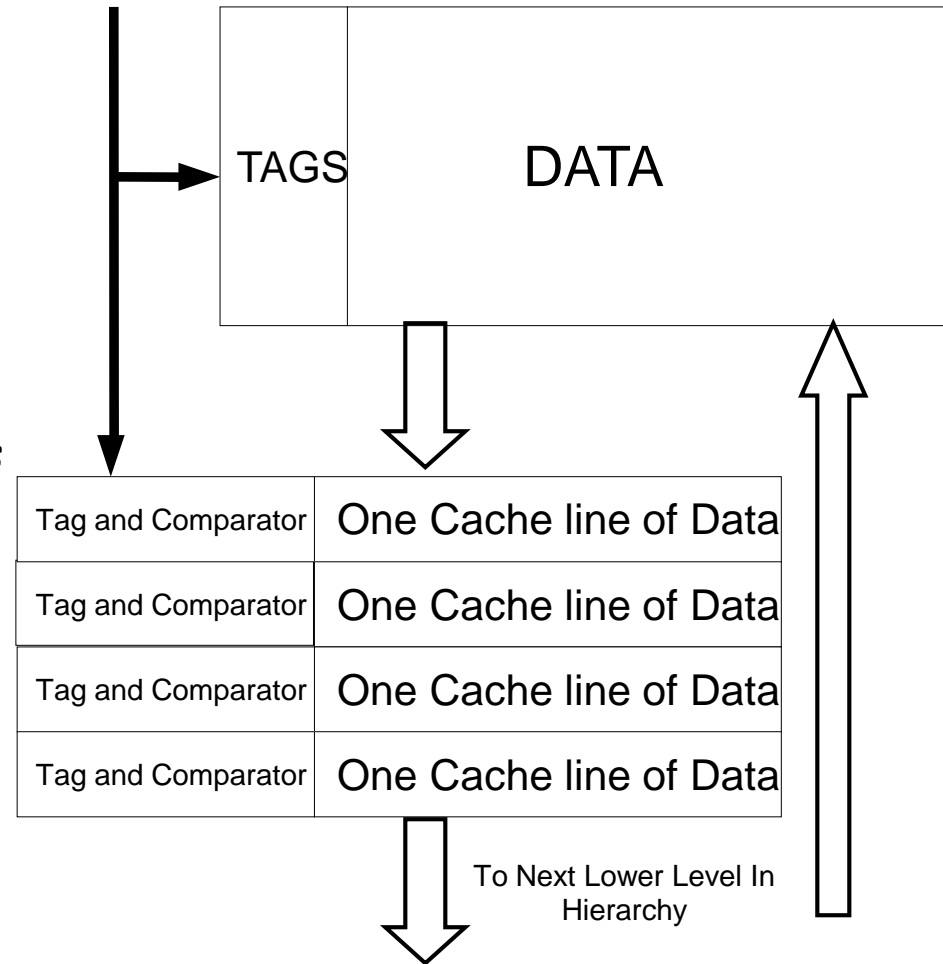 TAGS
DATA
Tag and Comparator
One Cache line of Data
Tag and Comparator
One Cache line of Data
Tag and Comparator
One Cache line of Data
Tag and Comparator
One Cache line of Data
To Next Lower Level In
Hierarchy